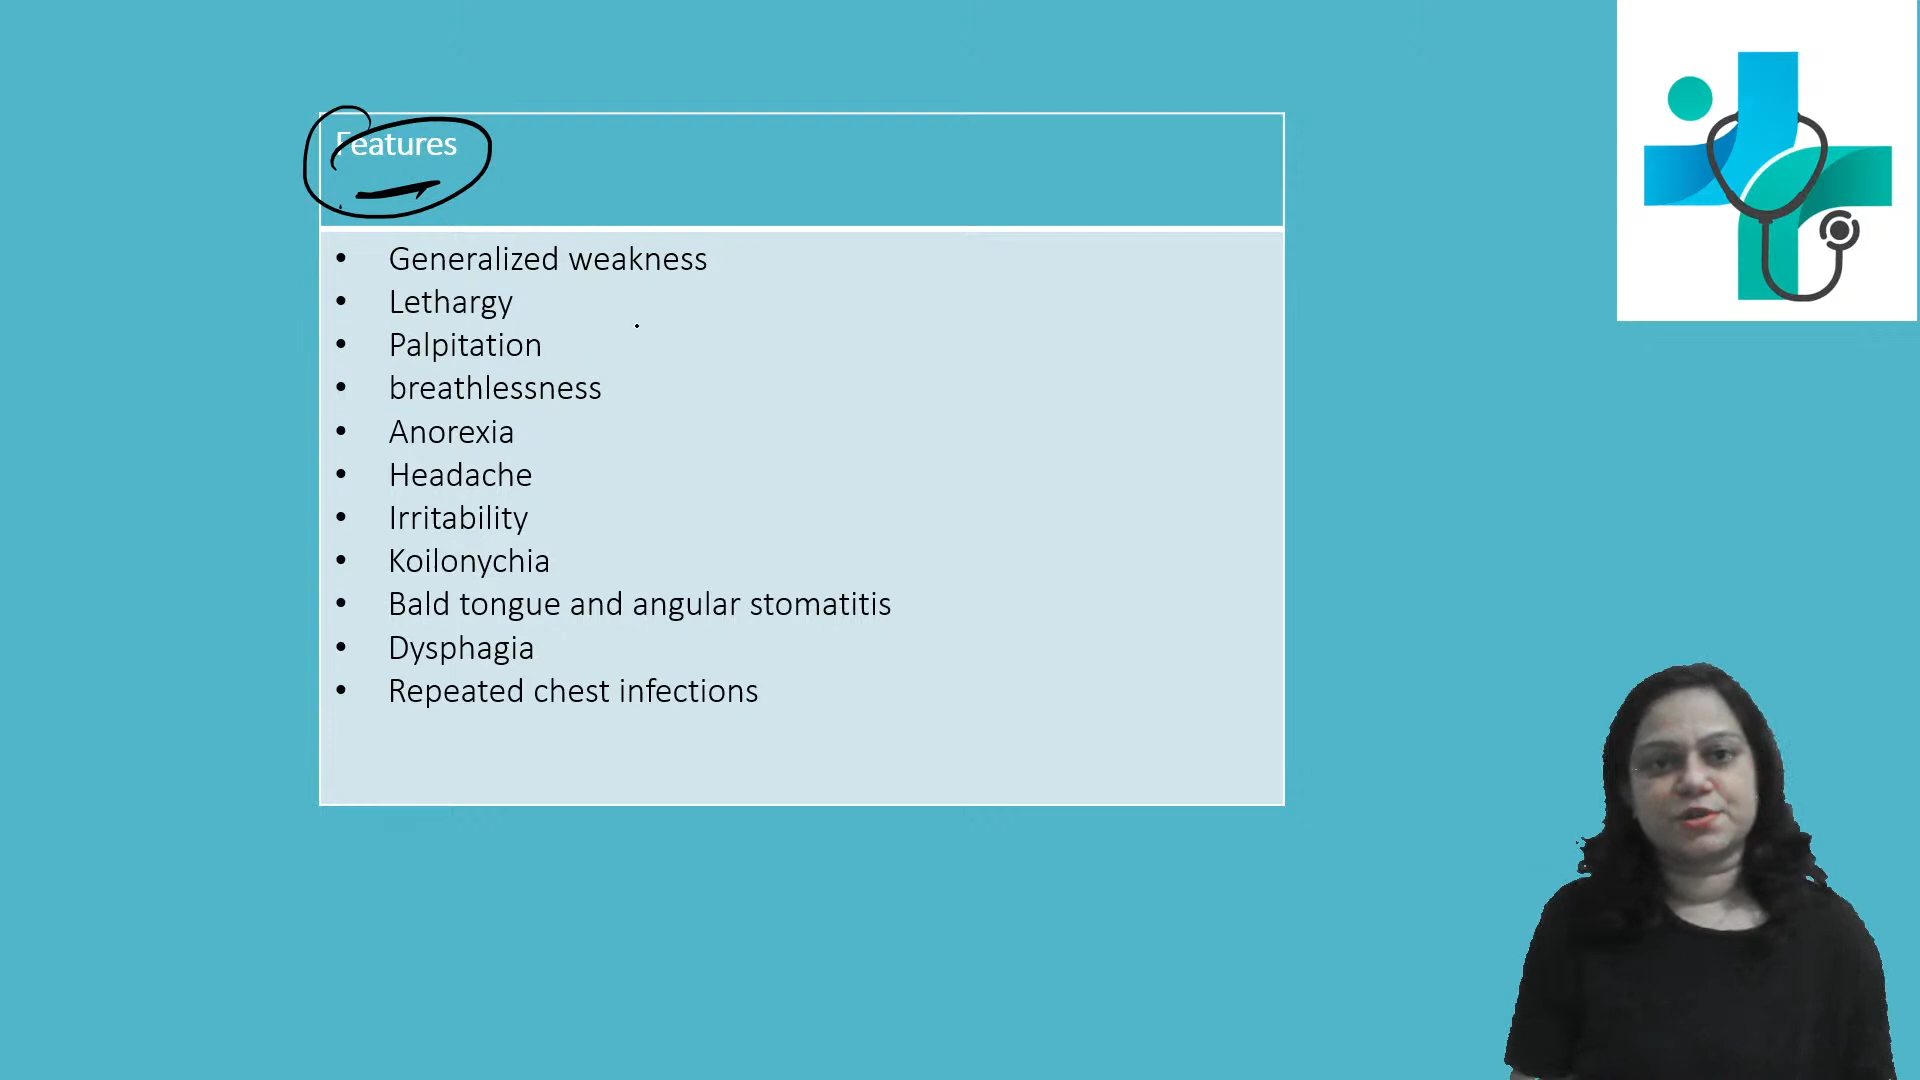 Features
• Generalized weakness
• Lethargy
• Palpitation
• breathlessness
• Anorexia
• Headache
• Irritability
• Koilonychia
• Bald tongue and angular stomatitis
• Dysphagia
• Repeated chest infections